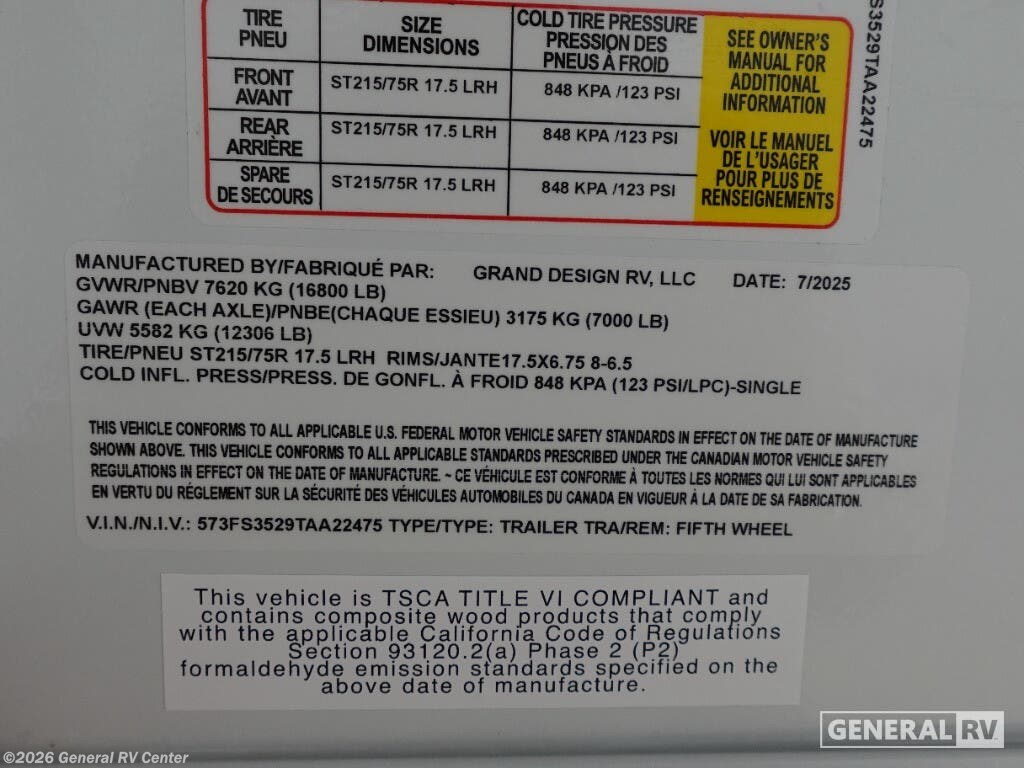 TIRE
PNEU
SIZE
DIMENSIONS
COLD TIRE PRESSURE
PRESSION DES
PNEUS À FROID
SEE OWNER'S
MANUAL FOR
ADDITIONAL
INFORMATION
VOIR LE MANUEL
DE L'USAGER
POUR PLUS DE
RENSEIGNEMENTS
FRONT
AVANT
ST215/75R 17.5 LRH
848 KPA /123 PSI
REAR
ARRIÈRE
ST215/75R 17.5 LRH
848 KPA /123 PSI
SPARE
DE SECOURS
ST215/75R 17.5 LRH
848 KPA /123 PSI
S3529TAA22475
MANUFACTURED BY/FABRIQUÉ PAR: GRAND DESIGN RV, LLC DATE: 7/2025
GVWR/PNBV 7620 KG (16800 LB)
GAWR (EACH AXLE)/PNBE(CHAQUE ESSIEU) 3175 KG (7000 LB)
UVW 5582 KG (12306 LB)
TIRE/PNEU ST215/75R 17.5 LRH RIMS/JANTE17.5X6.75 8-6.5
COLD INFL. PRESS/PRESS. DE GONFL. À FROID 848 KPA (123 PSI/LPC)-SINGLE
THIS VEHICLE CONFORMS TO ALL APPLICABLE U.S. FEDERAL MOTOR VEHICLE SAFETY STANDARDS IN EFFECT ON THE DATE OF MANUFACTURE
SHOWN ABOVE. THIS VEHICLE CONFORMS TO ALL APPLICABLE STANDARDS PRESCRIBED UNDER THE CANADIAN MOTOR VEHICLE SAFETY
REGULATIONS IN EFFECT ON THE DATE OF MANUFACTURE. ~ CE VÉHICULE EST CONFORME À TOUTES LES NORMES QUI LUI SONT APPLICABLES
EN VERTU DU RÉGLEMENT SUR LA SÉCURITÉ DES VÉHICULES AUTOMOBILES DU CANADA EN VIGUEUR À LA DATE DE SA FABRICATION.
V.I.N./N.I.V.: 573FS3529TAA22475 TYPE/TYPE: TRAILER TRA/REM: FIFTH WHEEL
This vehicle is TSCA TITLE VI COMPLIANT and
contains composite wood products that comply
with the applicable California Code of Regulations
Section 93120.2(a) Phase 2 (P2)
formaldehyde emission standards specified on the
above date of manufacture.
GENERAL RV
©2026 General RV Center